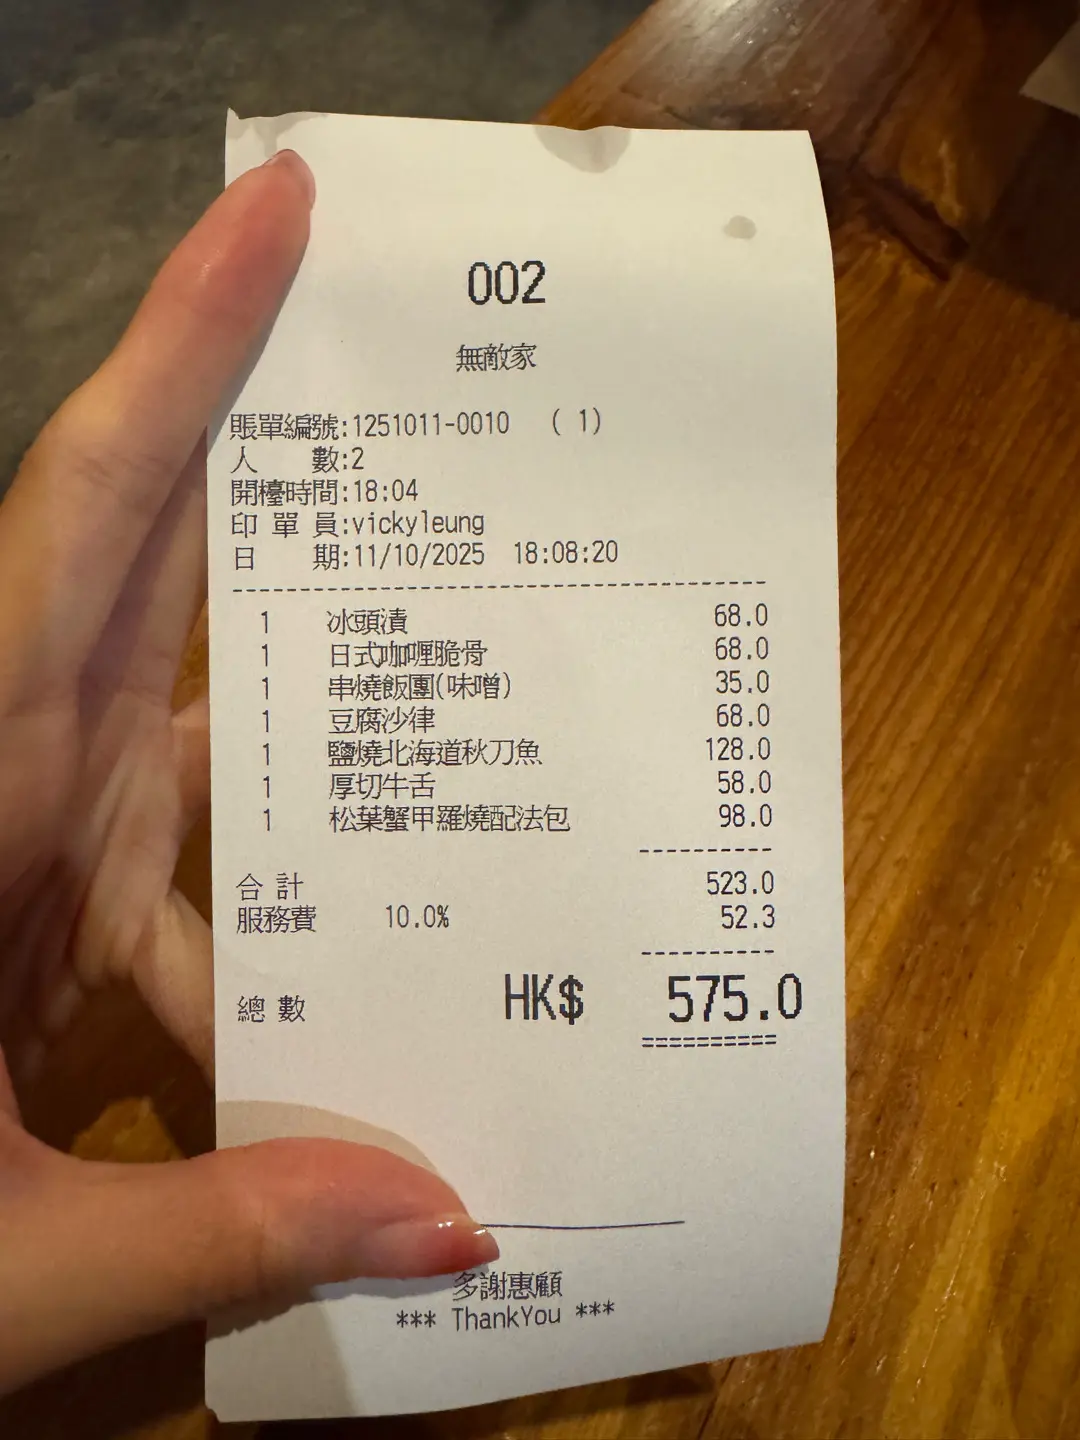 002
無敵家
賬單編號:1251011-0010 ( 1)
人 數:2
開檯時間:18:04
印 單 員:vickyleung
日 期:11/10/2025 18:08:20
1 冰頭漬 68.0
1 日式咖喱脆骨 68.0
1 串燒飯團(味噌) 35.0
1 豆腐沙律 68.0
1 鹽燒北海道秋刀魚 128.0
1 厚切牛舌 58.0
1 松葉蟹甲羅燒配法包 98.0
合 計 523.0
服務費 10.0% 52.3
總 數 HK$ 575.0
多謝惠顧
*** ThankYou ***